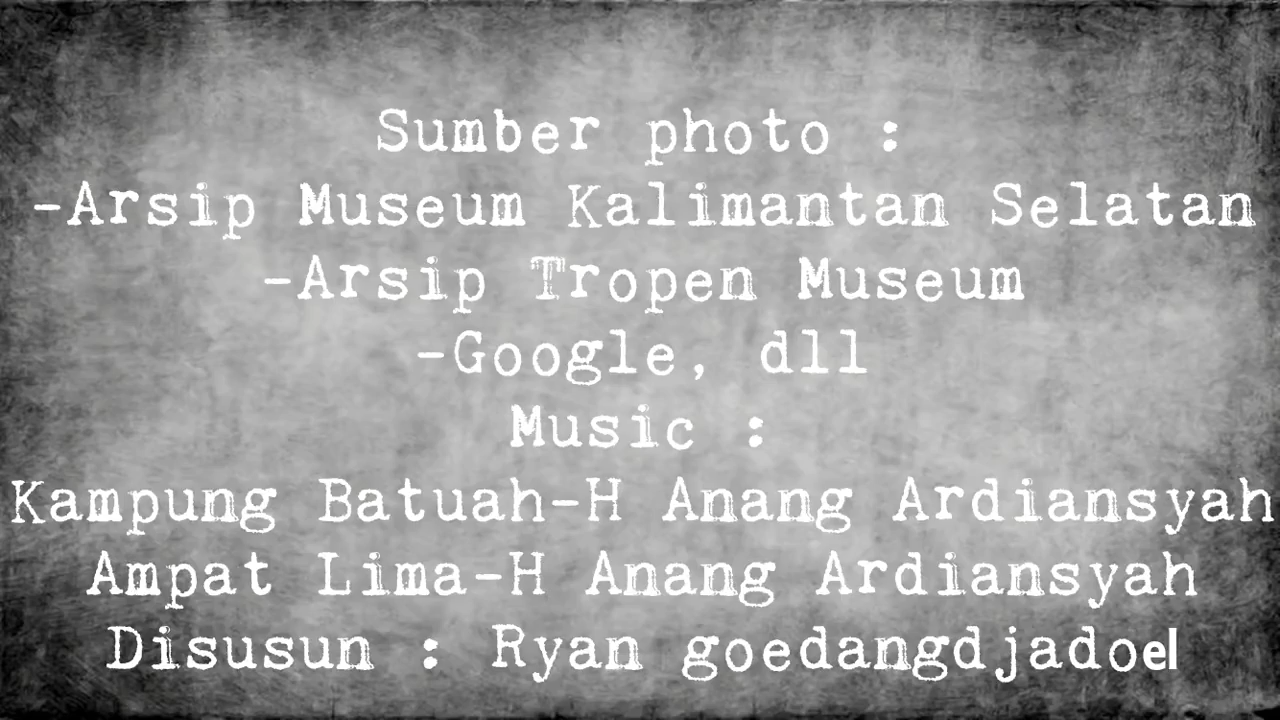 Sumber photo :
-Arsip Museum Kalimantan Selatan
-Arsip Tropen Museum
-Google, dll
Music :
Kampung Batuah-H Anang Ardiansyah
Ampat Lima-H Anang Ardiansyah
Disusun : Ryan goedangdjadoel